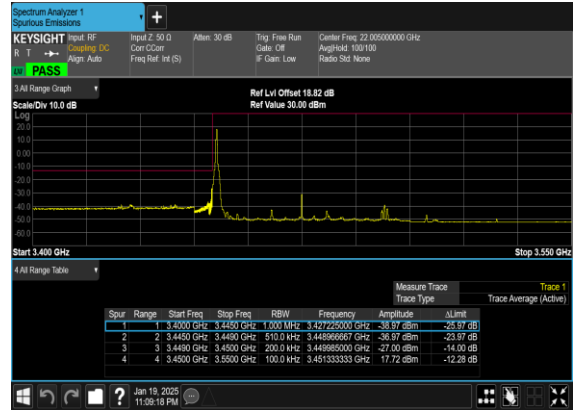 Spectrum Analyzer 1
Spurious Emissions
KEYSIGHT Input: RF Input Z: 50 Ω Atten: 30 dB Trig: Free Run Center Freq: 22.005000000 GHz
R T Coupling: DC Corr CCorr Gate: Off Avg|Hold: 100/100
Align: Auto Freq Ref: Int (S) IF Gain: Low Radio Std: None
PASS
3 All Range Graph
Ref Lvl Offset 18.82 dB
Scale/Div 10.0 dB Ref Value 30.00 dBm
Log
20.0
10.0
0.00
-10.0
-20.0
-30.0
-40.0
-50.0
-60.0
Start 3.400 GHz Stop 3.550 GHz
4 All Range Table
Measure Trace Trace 1
Trace Type Trace Average (Active)
Spur Range Start Freq Stop Freq RBW Frequency Amplitude ΔLimit
1 1 3.4000 GHz 3.4450 GHz 1.000 MHz 3.427225000 GHz -38.97 dBm -25.97 dB
2 2 3.4450 GHz 3.4490 GHz 510.0 kHz 3.448966667 GHz -36.97 dBm -23.97 dB
3 3 3.4490 GHz 3.4500 GHz 200.0 kHz 3.449985000 GHz -27.00 dBm -14.00 dB
4 4 3.4500 GHz 3.5500 GHz 100.0 kHz 3.451333333 GHz 17.72 dBm -12.28 dB
? Jan 19, 2025
11:09:18 PM